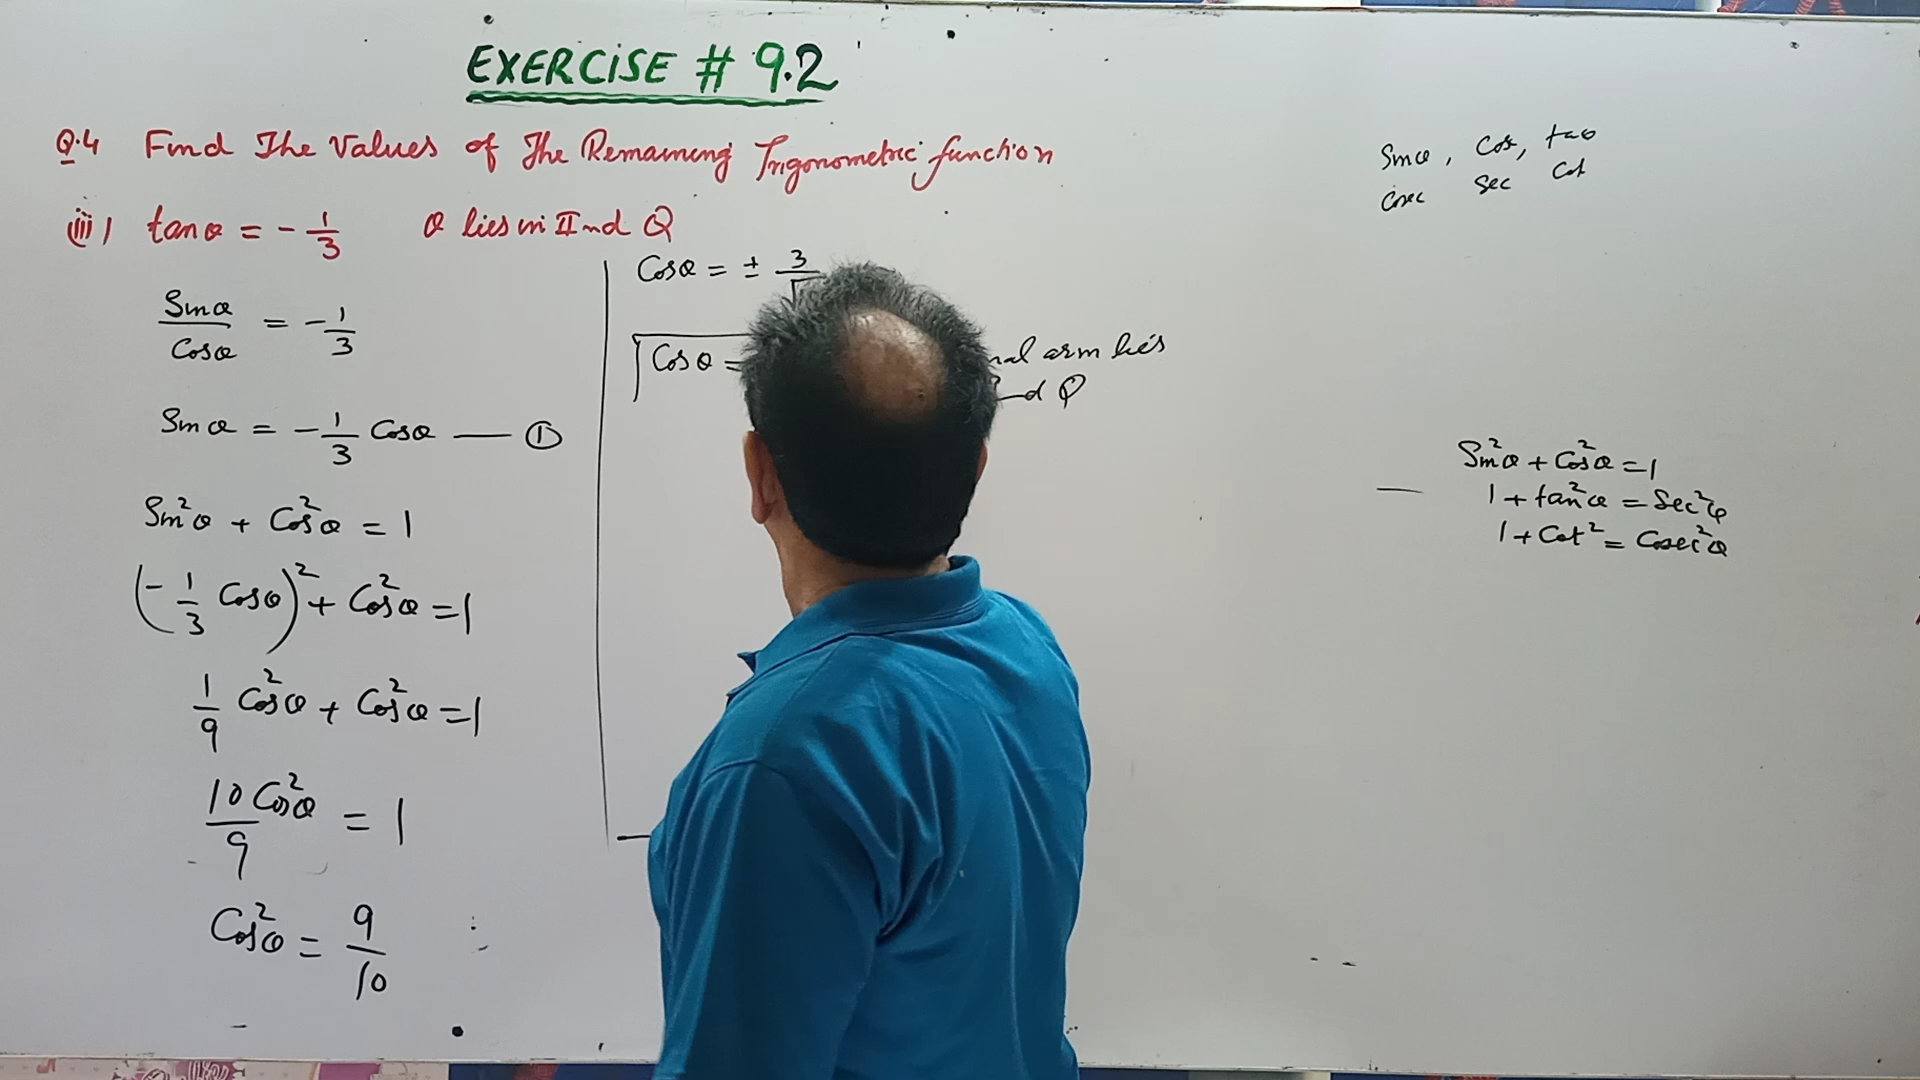 EXERCISE # 9.2
Q.4 Find The Values of The Remaining Trigonometric function
(iii) tanθ = -1/3 θ lies in IInd Q
Sinθ/Cosθ = -1/3
Sinθ = -1/3 Cosθ — ①
Sin²θ + Cos²θ = 1
(-1/3 Cosθ)² + Cos²θ = 1
1/9 Cos²θ + Cos²θ = 1
10Cos²θ/9 = 1
Cos²θ = 9/10
Cosθ = ± 3
Cosθ =
arm lies
Q
Sinθ, Cos, tan
Cosec Sec Cot
Sin²θ + Cos²θ = 1
1 + tan²θ = Sec²θ
1 + Cot² = Cosec²θ